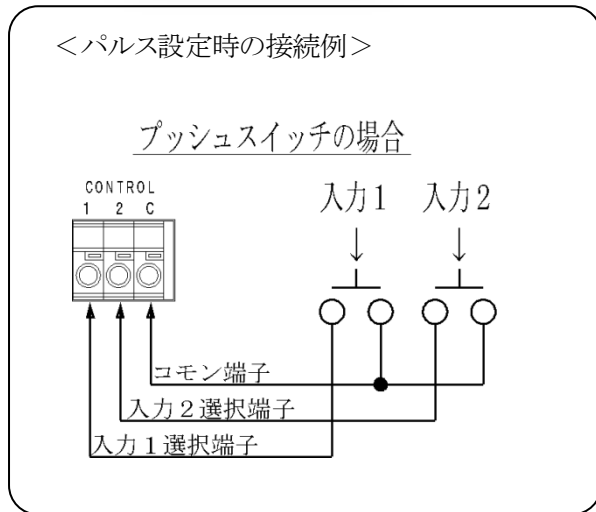 ＜パルス設定時の接続例＞
プッシュスイッチの場合
CONTROL
1 2 C
入力1 入力2
コモン端子
入力２選択端子
入力１選択端子